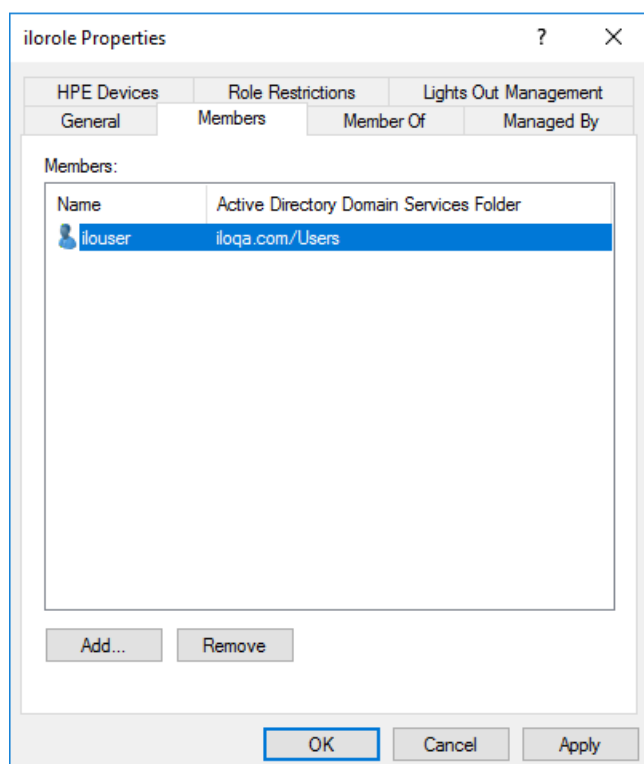 ilorole Properties
?
HPE Devices Role Restrictions Lights Out Management
General Members Member Of Managed By
Members:
Name Active Directory Domain Services Folder
ilouser iloqa.com/Users
Add... Remove
OK Cancel Apply